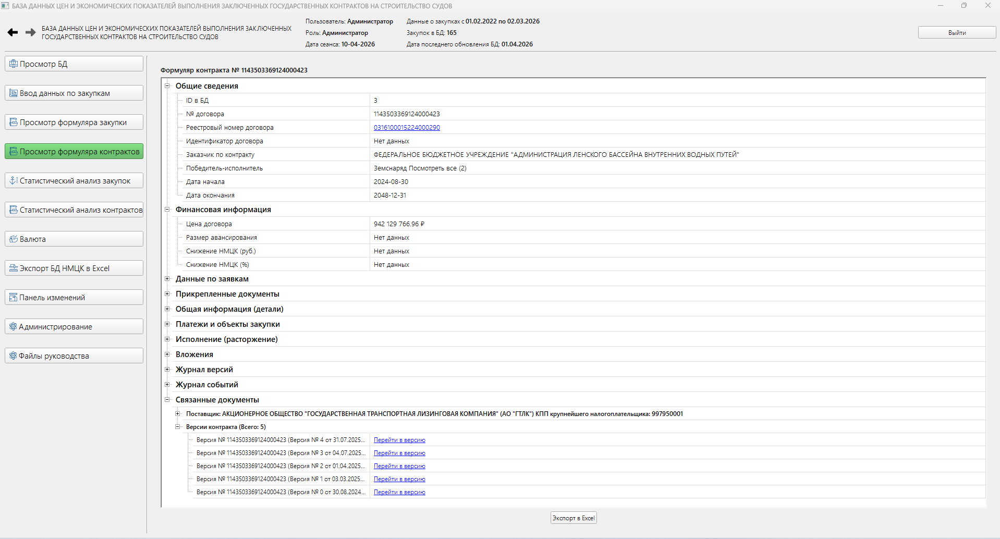 БАЗА ДАННЫХ ЦЕН И ЭКОНОМИЧЕСКИХ ПОКАЗАТЕЛЕЙ ВЫПОЛНЕНИЯ ЗАКЛЮЧЕННЫХ ГОСУДАРСТВЕННЫХ КОНТРАКТОВ НА СТРОИТЕЛЬСТВО СУДОВ
БАЗА ДАННЫХ ЦЕН И ЭКОНОМИЧЕСКИХ ПОКАЗАТЕЛЕЙ ВЫПОЛНЕНИЯ ЗАКЛЮЧЕННЫХ
ГОСУДАРСТВЕННЫХ КОНТРАКТОВ НА СТРОИТЕЛЬСТВО СУДОВ
Пользователь: Администратор
Роль: Администратор
Дата сеанса: 10-04-2026
Данные о закупках с 01.02.2022 по 02.03.2026
Закупок в БД: 165
Дата последнего обновления БД: 01.04.2026
Выйти
Просмотр БД
Ввод данных по закупкам
Просмотр формуляра закупки
Просмотр формуляра контрактов
Статистический анализ закупок
Статистический анализ контрактов
Валюта
Экспорт БД НМЦК в Excel
Панель изменений
Администрирование
Файлы руководства
Формуляр контракта № 1143503369124000423
Общие сведения
ID в БД 3
№ договора 1143503369124000423
Реестровый номер договора 0316100015224000290
Идентификатор договора Нет данных
Заказчик по контракту ФЕДЕРАЛЬНОЕ БЮДЖЕТНОЕ УЧРЕЖДЕНИЕ "АДМИНИСТРАЦИЯ ЛЕНСКОГО БАССЕЙНА ВНУТРЕННИХ ВОДНЫХ ПУТЕЙ"
Победитель-исполнитель Земснаряд Посмотреть все (2)
Дата начала 2024-08-30
Дата окончания 2048-12-31
Финансовая информация
Цена договора 942 129 766.96 ₽
Размер авансирования Нет данных
Снижение НМЦК (руб.) Нет данных
Снижение НМЦК (%) Нет данных
Данные по заявкам
Прикрепленные документы
Общая информация (детали)
Платежи и объекты закупки
Исполнение (расторжение)
Вложения
Журнал версий
Журнал событий
Связанные документы
Поставщик: АКЦИОНЕРНОЕ ОБЩЕСТВО "ГОСУДАРСТВЕННАЯ ТРАНСПОРТНАЯ ЛИЗИНГОВАЯ КОМПАНИЯ" (АО "ГТЛК") КПП крупнейшего налогоплательщика: 997950001
Версии контракта (Всего: 5)
Версия № 1143503369124000423 (Версия № 4 от 31.07.2025... Перейти в версию
Версия № 1143503369124000423 (Версия № 3 от 04.07.2025... Перейти в версию
Версия № 1143503369124000423 (Версия № 2 от 01.04.2025... Перейти в версию
Версия № 1143503369124000423 (Версия № 1 от 03.03.2025... Перейти в версию
Версия № 1143503369124000423 (Версия № 0 от 30.08.2024... Перейти в версию
Экспорт в Excel